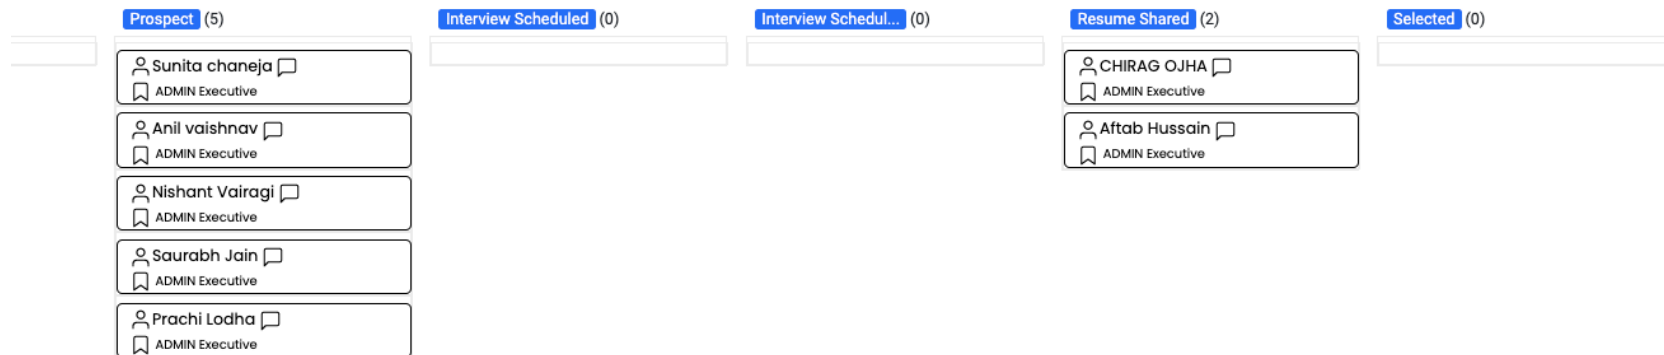 Prospect (5)
Interview Scheduled (0)
Interview Schedul... (0)
Resume Shared (2)
Selected (0)
Sunita chaneja
ADMIN Executive
Anil vaishnav
ADMIN Executive
Nishant Vairagi
ADMIN Executive
Saurabh Jain
ADMIN Executive
Prachi Lodha
ADMIN Executive
CHIRAG OJHA
ADMIN Executive
Aftab Hussain
ADMIN Executive